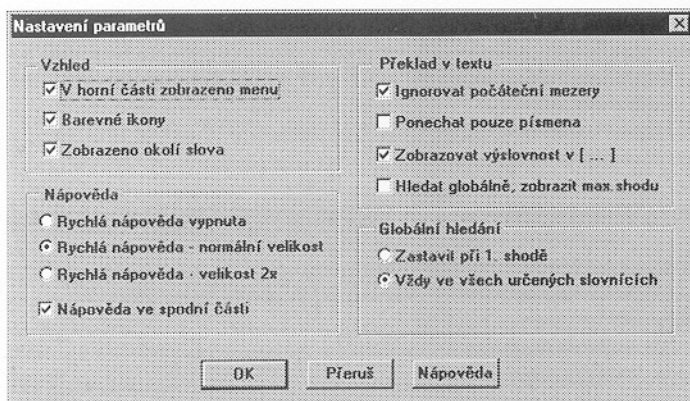 Nastavení parametrů
Vzhled
V horní části zobrazeno menu
Barevné ikony
Zobrazeno okolí slova
Nápověda
Rychlá nápověda vypnuta
Rychlá nápověda - normální velikost
Rychlá nápověda - velikost 2x
Nápověda ve spodní části
Překlad v textu
Ignorovat počáteční mezery
Ponechat pouze písmena
Zobrazovat výslovnost v [ ... ]
Hledat globálně, zobrazit max.shodu
Globální hledání
Zastavil při 1. shodě
Vždy ve všech určených slovnících
OK
Přeruš
Nápověda